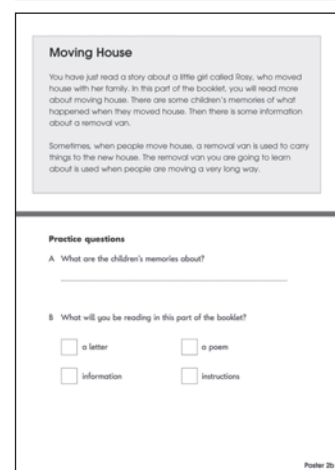 Moving House
You have just read a story about a little girl called Rosy, who moved
house with her family. In this part of the booklet, you will read more
about moving house. There are some children's memories of what
happened when they moved house. Then there is some information
about a removal van.
Sometimes, when people move house, a removal van is used to carry
things to the new house. The removal van you are going to learn
about is used when people are moving a very long way.
Practice questions
A What are the children's memories about?
B What will you be reading in this part of the booklet?
a letter a poem
information instructions
Poster 2b